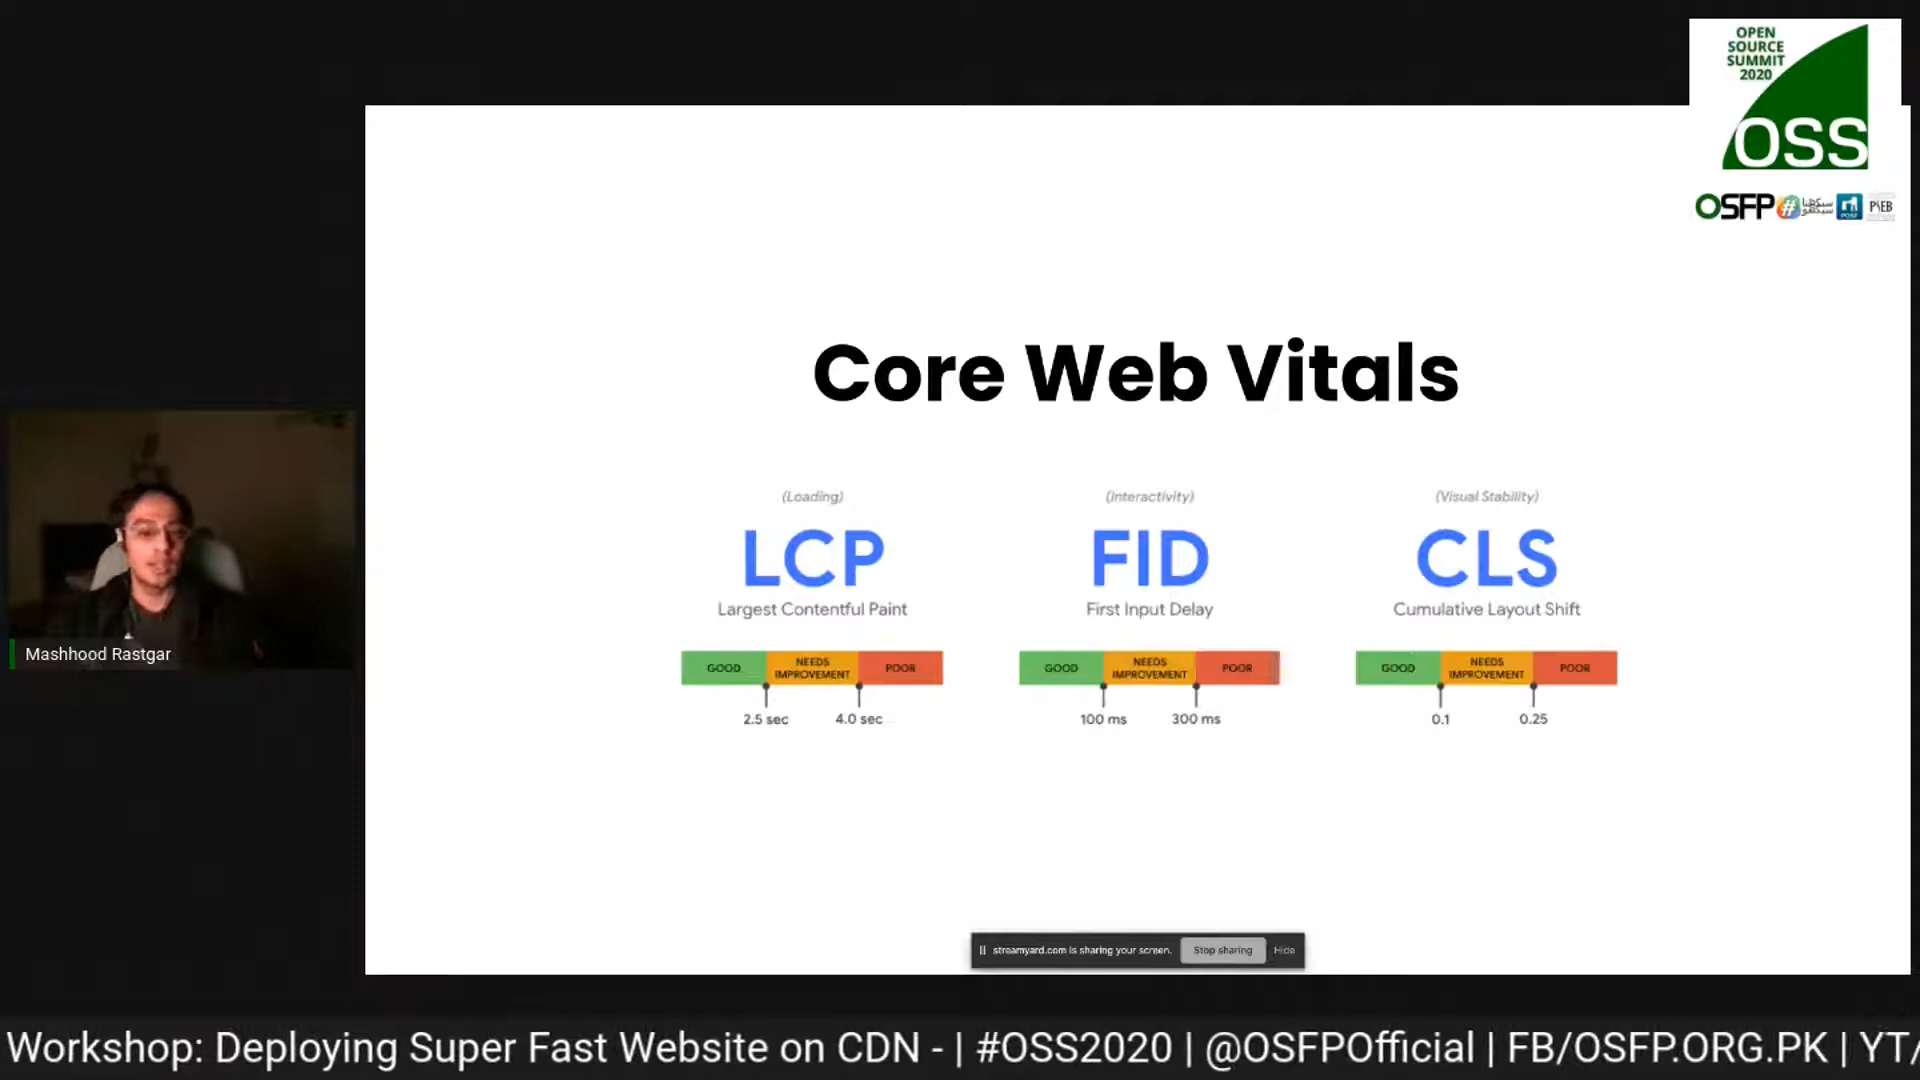 OPEN
SOURCE
SUMMIT
2020
OSS
OSFP
P\EB
Core Web Vitals
(Loading)
LCP
Largest Contentful Paint
GOOD
NEEDS
IMPROVEMENT
POOR
2.5 sec
4.0 sec
(Interactivity)
FID
First Input Delay
GOOD
NEEDS
IMPROVEMENT
POOR
100 ms
300 ms
(Visual Stability)
CLS
Cumulative Layout Shift
GOOD
NEEDS
IMPROVEMENT
POOR
0.1
0.25
Mashhood Rastgar
streamyard.com is sharing your screen.
Stop sharing
Hide
Workshop: Deploying Super Fast Website on CDN - | #OSS2020 | @OSFPOfficial | FB/OSFP.ORG.PK | YT/